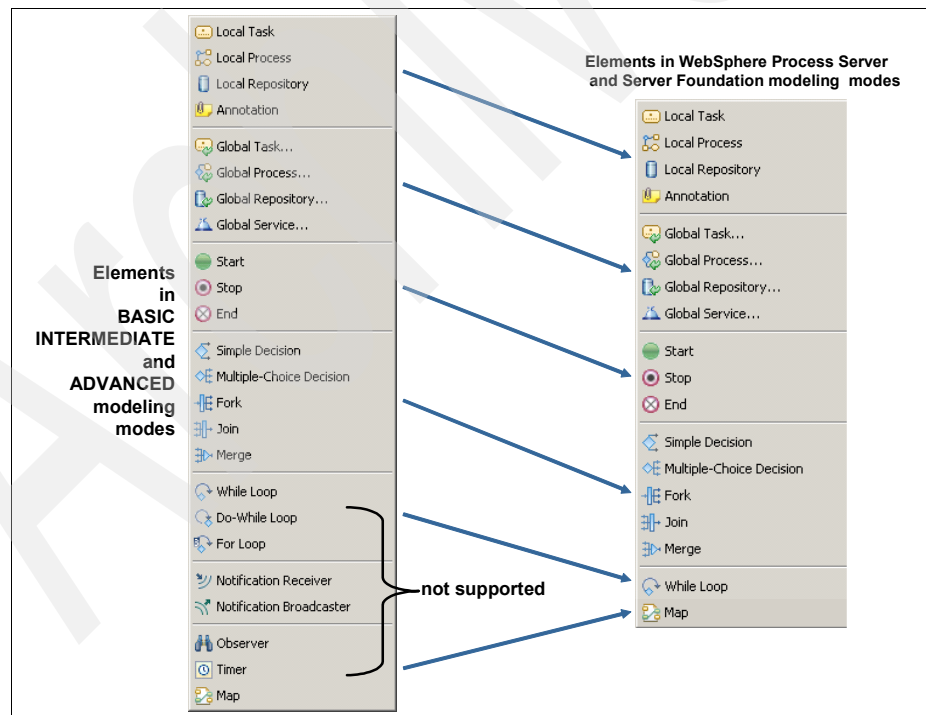 Elements in WebSphere Process Server
and Server Foundation modeling modes
Elements
in
BASIC
INTERMEDIATE
and
ADVANCED
modeling
modes
Local Task
Local Process
Local Repository
Annotation
Global Task...
Global Process...
Global Repository...
Global Service...
Start
Stop
End
Simple Decision
Multiple-Choice Decision
Fork
Join
Merge
While Loop
Do-While Loop
For Loop
Notification Receiver
Notification Broadcaster
Observer
Timer
Map
not supported
Local Task
Local Process
Local Repository
Annotation
Global Task...
Global Process...
Global Repository...
Global Service...
Start
Stop
End
Simple Decision
Multiple-Choice Decision
Fork
Join
Merge
While Loop
Map